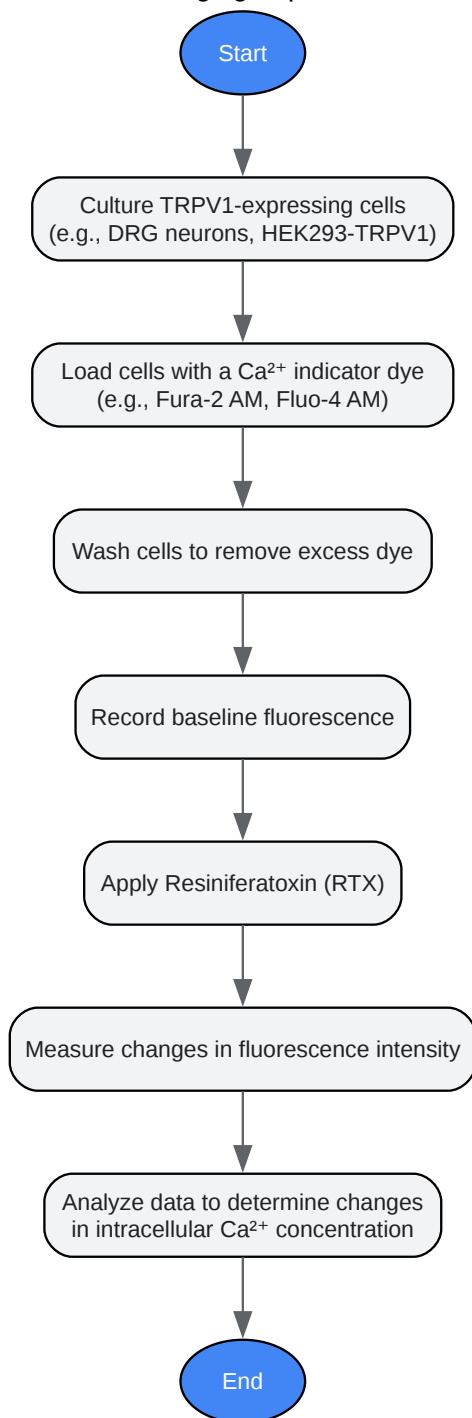 Start
Culture TRPV1-expressing cells
(e.g., DRG neurons, HEK293-TRPV1)
Load cells with a Ca²⁺ indicator dye
(e.g., Fura-2 AM, Fluo-4 AM)
Wash cells to remove excess dye
Record baseline fluorescence
Apply Resiniferatoxin (RTX)
Measure changes in fluorescence intensity
Analyze data to determine changes
in intracellular Ca²⁺ concentration
End